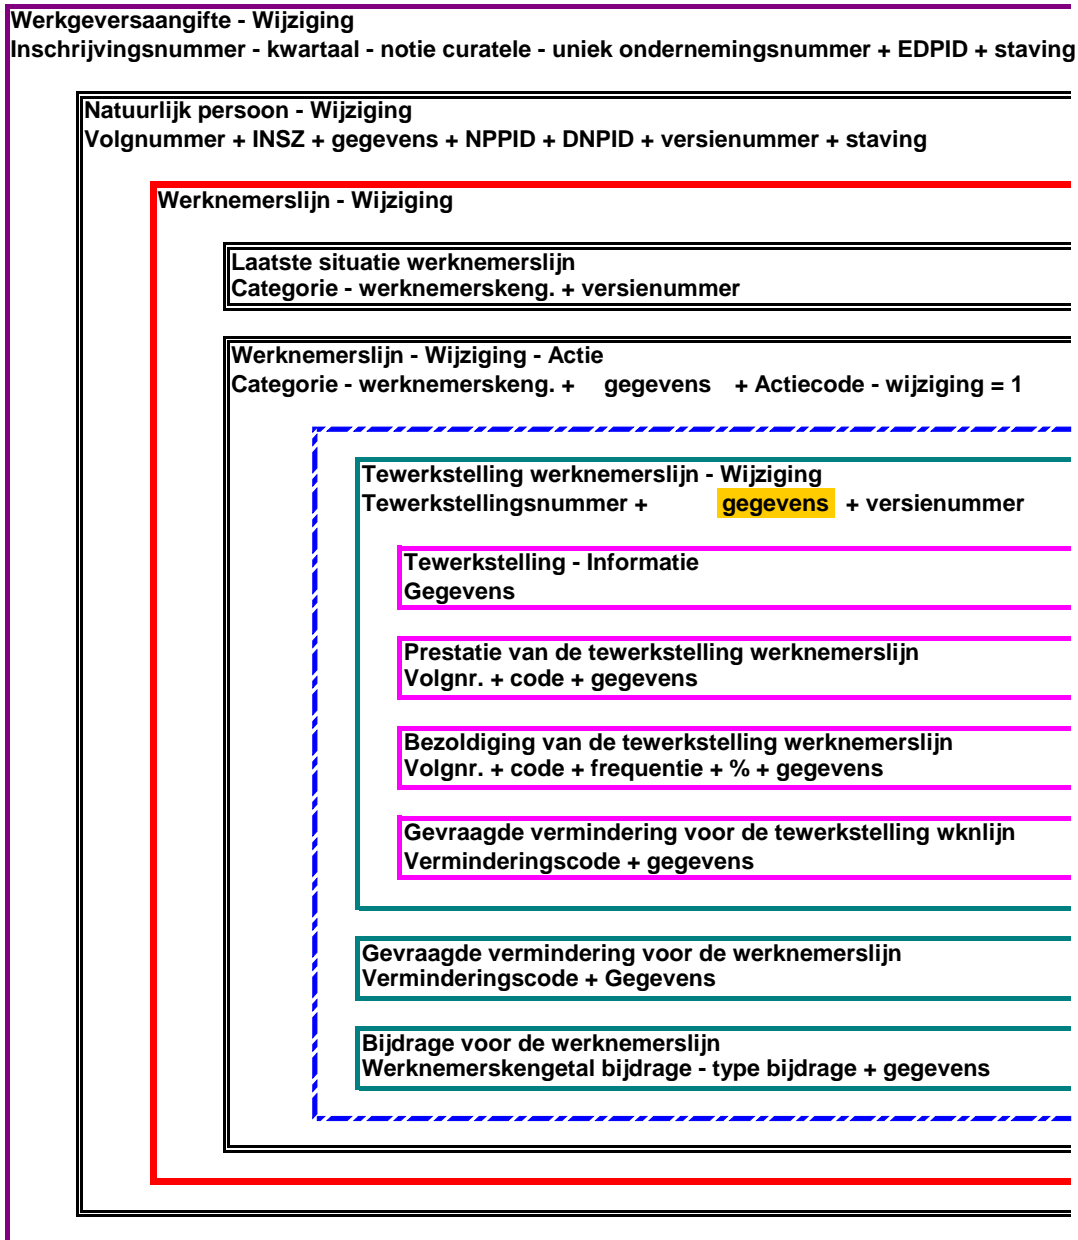 Werkgeversaangifte - Wijziging
Inschrijvingsnummer - kwartaal - notie curatele - uniek ondernemingsnummer + EDPID + staving
Natuurlijk persoon - Wijziging
Volgnummer + INSZ + gegevens + NPPID + DNPID + versienummer + staving
Werknemerslijn - Wijziging
Laatste situatie werknemerslijn
Categorie - werknemerskeng. + versienummer
Werknemerslijn - Wijziging - Actie
Categorie - werknemerskeng. + gegevens + Actiecode - wijziging = 1
Tewerkstelling werknemerslijn - Wijziging
Tewerkstellingsnummer + gegevens + versienummer
Tewerkstelling - Informatie
Gegevens
Prestatie van de tewerkstelling werknemerslijn
Volgnr. + code + gegevens
Bezoldiging van de tewerkstelling werknemerslijn
Volgnr. + code + frequentie + % + gegevens
Gevraagde vermindering voor de tewerkstelling wknlijn
Verminderingscode + gegevens
Gevraagde vermindering voor de werknemerslijn
Verminderingscode + Gegevens
Bijdrage voor de werknemerslijn
Werknemerskengetal bijdrage - type bijdrage + gegevens